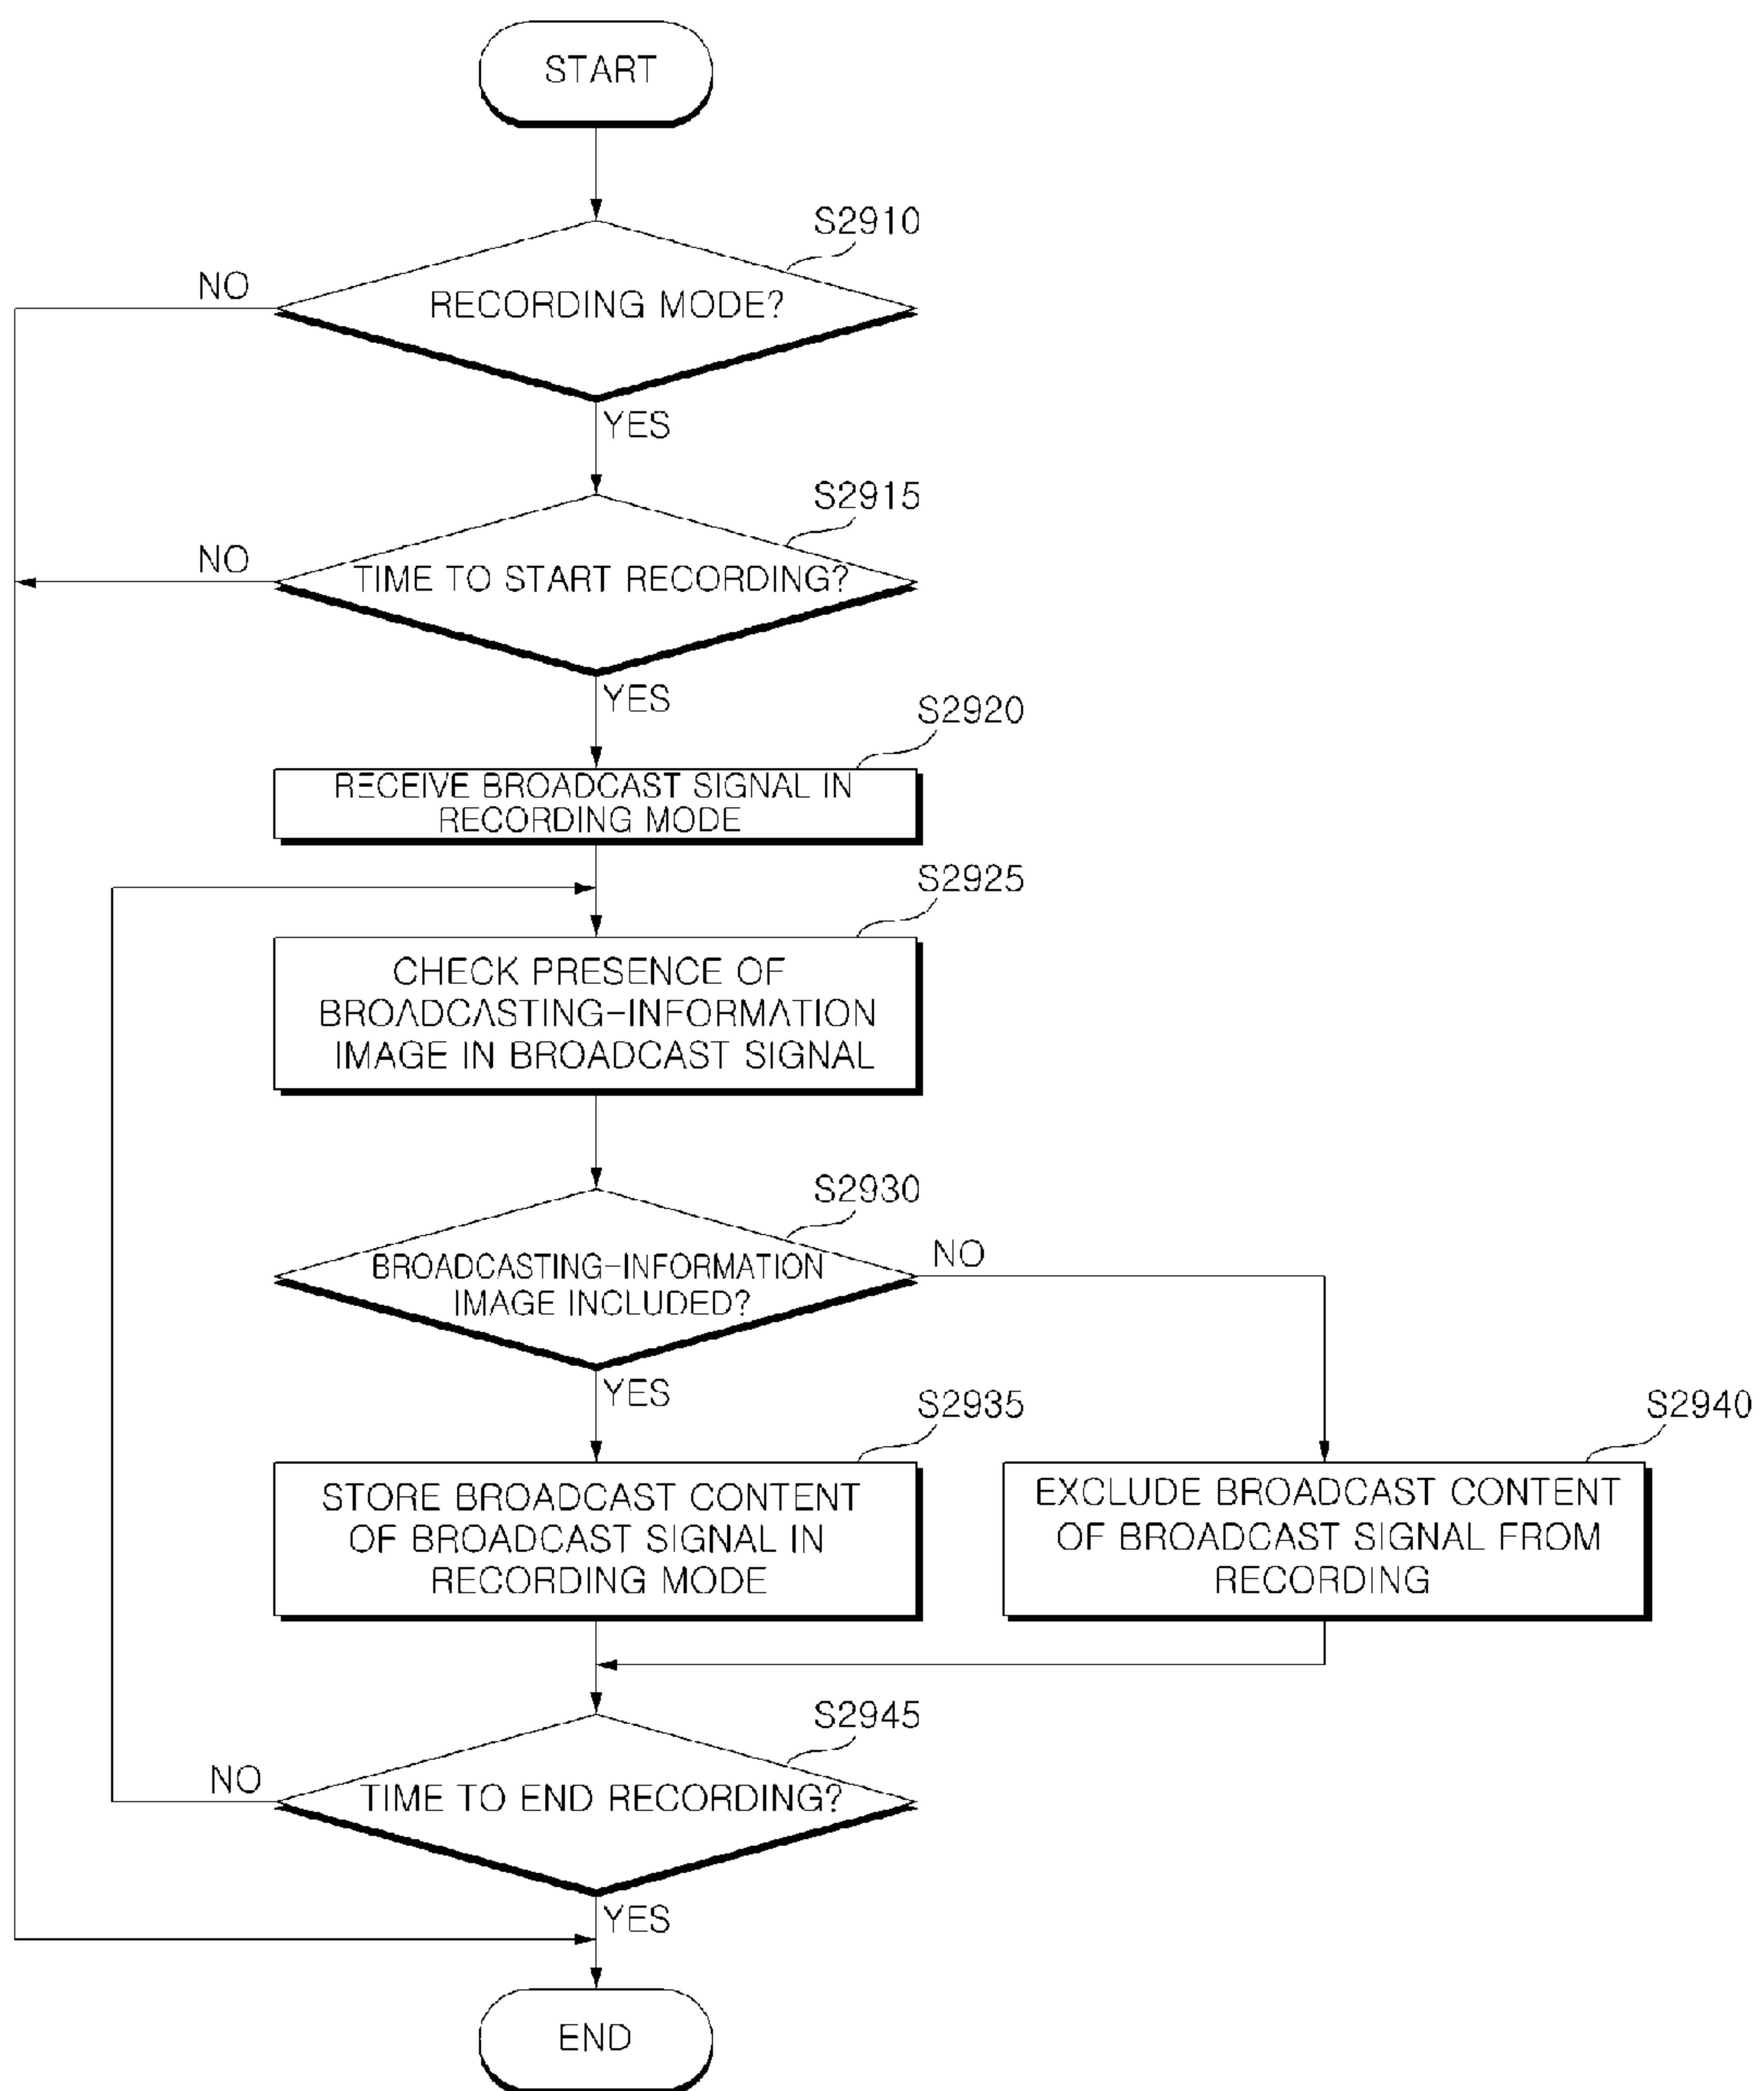 START
S2910
NO
RECORDING MODE?
YES
S2915
NO
TIME TO START RECORDING?
YES
S2920
RECEIVE BROADCAST SIGNAL IN
RECORDING MODE
S2925
CHECK PRESENCE OF
BROADCASTING-INFORMATION
IMAGE IN BROADCAST SIGNAL
S2930
NO
BROADCASTING-INFORMATION
IMAGE INCLUDED?
YES
S2935
S2940
STORE BROADCAST CONTENT
OF BROADCAST SIGNAL IN
RECORDING MODE
EXCLUDE BROADCAST CONTENT
OF BROADCAST SIGNAL FROM
RECORDING
S2945
NO
TIME TO END RECORDING?
YES
END